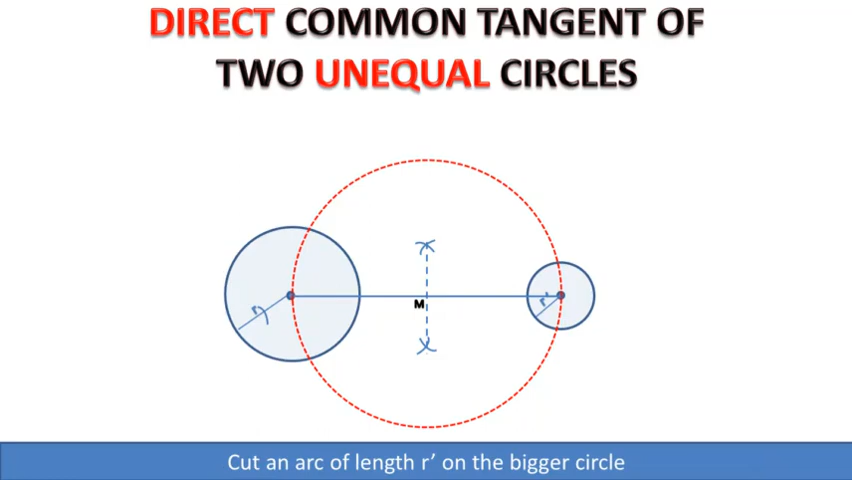 DIRECT COMMON TANGENT OF
TWO UNEQUAL CIRCLES
M
r
r'
Cut an arc of length r’ on the bigger circle